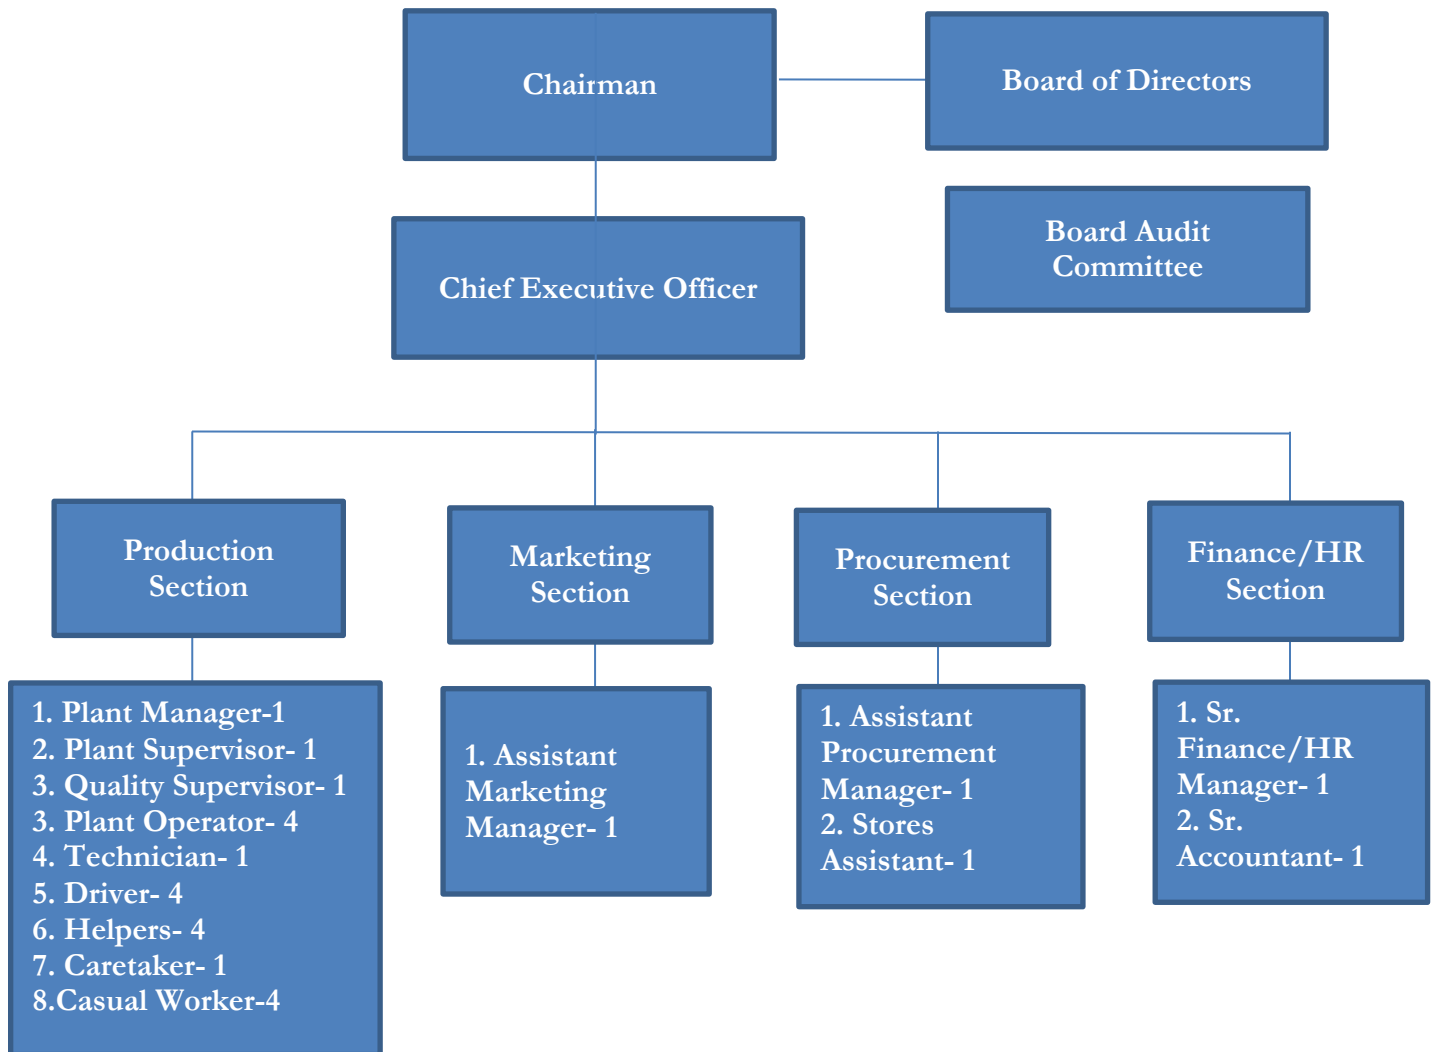 Chairman
Board of Directors
Board Audit
Committee
Chief Executive Officer
Production
Section
Marketing
Section
Procurement
Section
Finance/HR
Section
1. Plant Manager-1
2. Plant Supervisor- 1
3. Quality Supervisor- 1
3. Plant Operator- 4
4. Technician- 1
5. Driver- 4
6. Helpers- 4
7. Caretaker- 1
8.Casual Worker-4
1. Assistant
Marketing
Manager- 1
1. Assistant
Procurement
Manager- 1
2. Stores
Assistant- 1
1. Sr.
Finance/HR
Manager- 1
2. Sr.
Accountant- 1